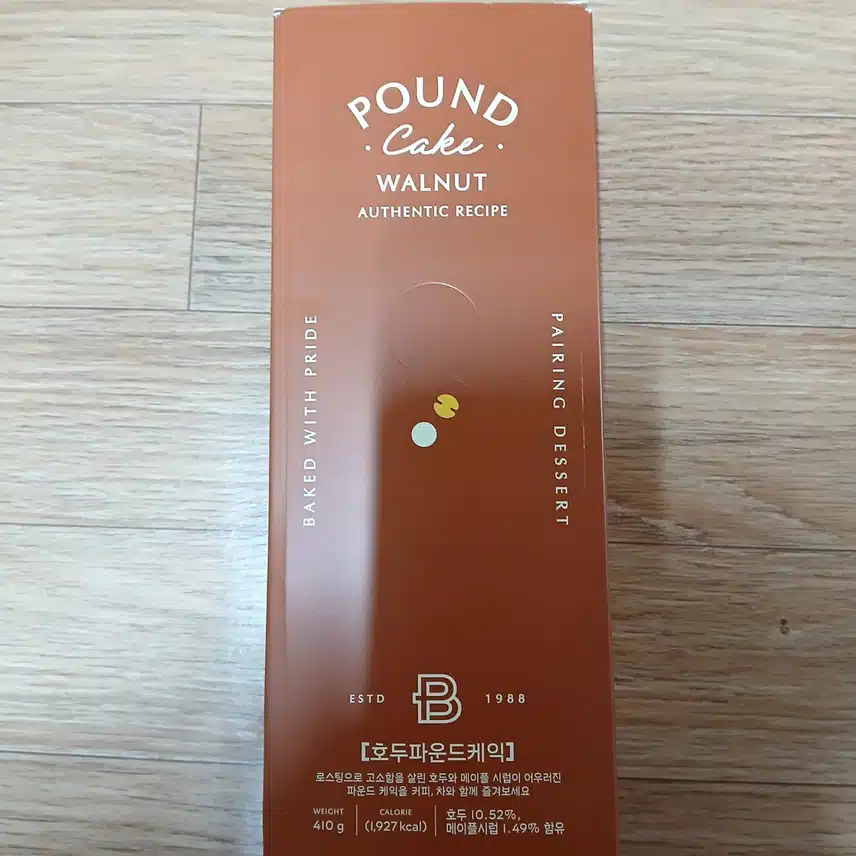 POUND
· Cake ·
WALNUT
AUTHENTIC RECIPE
BAKED WITH PRIDE
PAIRING DESSERT
ESTD B 1988
[호두파운드케익]
로스팅으로 고소함을 살린 호두와 메이플 시럽이 어우러진
파운드 케익을 커피, 차와 함께 즐겨보세요
WEIGHT
410 g
CALORIE
(1,927 kcal)
호두 10.52%,
메이플시럽 1.49% 함유